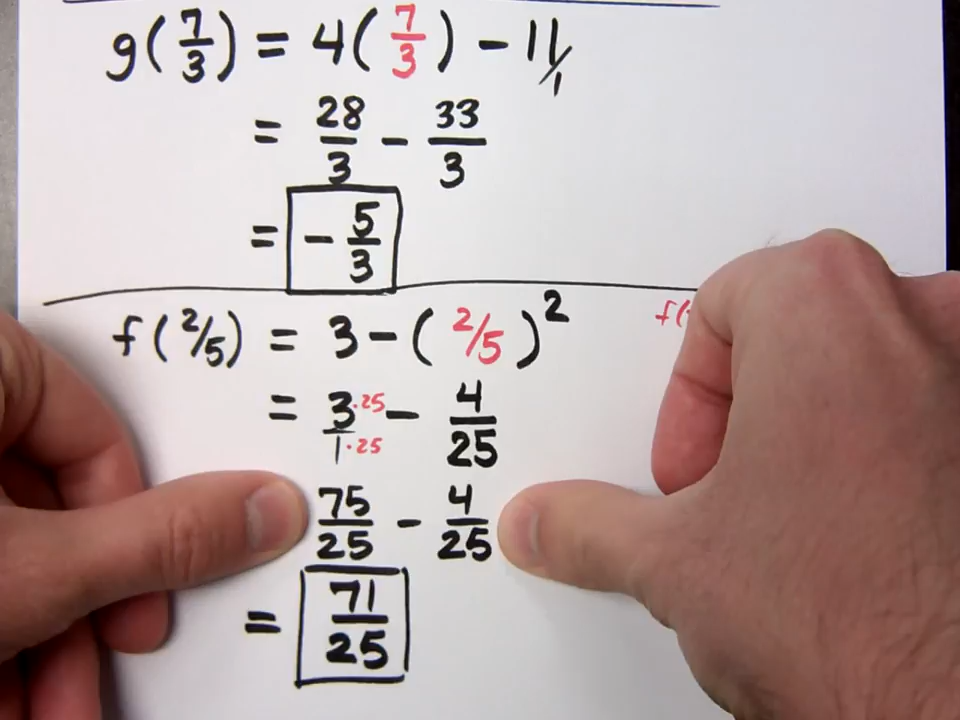 g(7/3) = 4(7/3) - 11/1
= 28/3 - 33/3
= - 5/3
f(2/5) = 3 - (2/5)²
f(
= 3·25/1·25 - 4/25
75/25 - 4/25
= 71/25